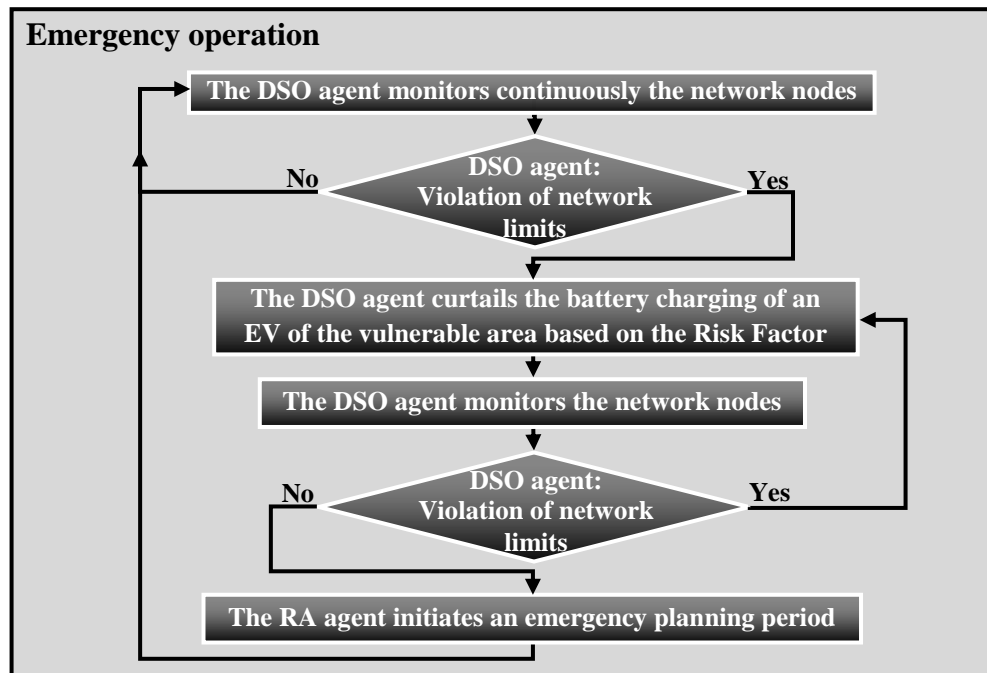 Emergency operation
The DSO agent monitors continuously the network nodes
DSO agent:
Violation of network
limits
No
Yes
The DSO agent curtails the battery charging of an
EV of the vulnerable area based on the Risk Factor
The DSO agent monitors the network nodes
DSO agent:
Violation of network
limits
No
Yes
The RA agent initiates an emergency planning period